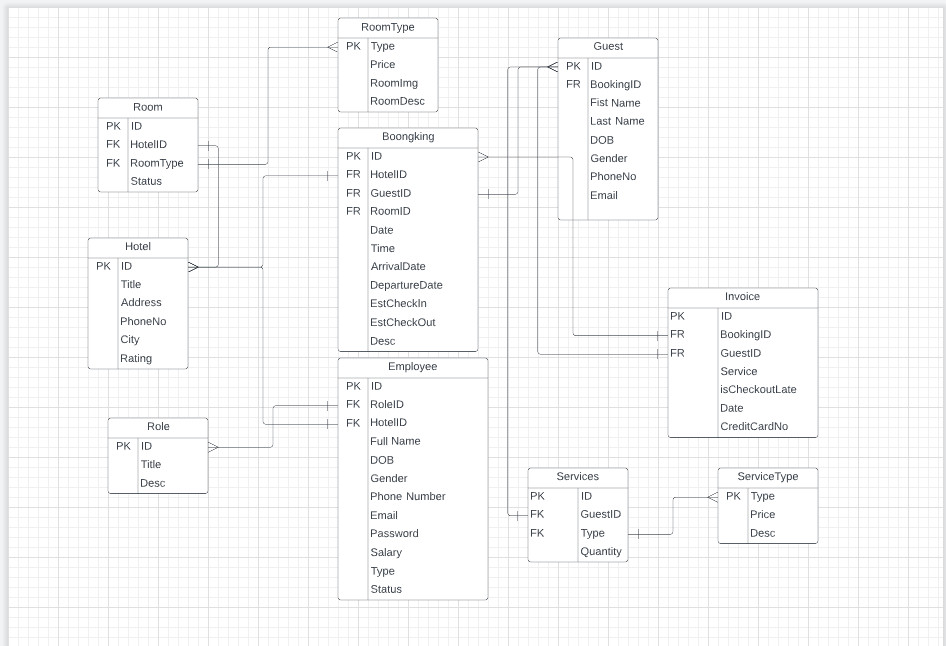 RoomType
PK Type
Price
RoomImg
RoomDesc
Guest
PK ID
FR BookingID
Fist Name
Last Name
DOB
Gender
PhoneNo
Email
Room
PK ID
FK HotelID
FK RoomType
Status
Boongking
PK ID
FR HotelID
FR GuestID
FR RoomID
Date
Time
ArrivalDate
DepartureDate
EstCheckIn
EstCheckOut
Desc
Hotel
PK ID
Title
Address
PhoneNo
City
Rating
Invoice
PK ID
FR BookingID
FR GuestID
Service
isCheckoutLate
Date
CreditCardNo
Employee
PK ID
FK RoleID
FK HotelID
Full Name
DOB
Gender
Phone Number
Email
Password
Salary
Type
Status
Role
PK ID
Title
Desc
Services
PK ID
FK GuestID
FK Type
Quantity
ServiceType
PK Type
Price
Desc